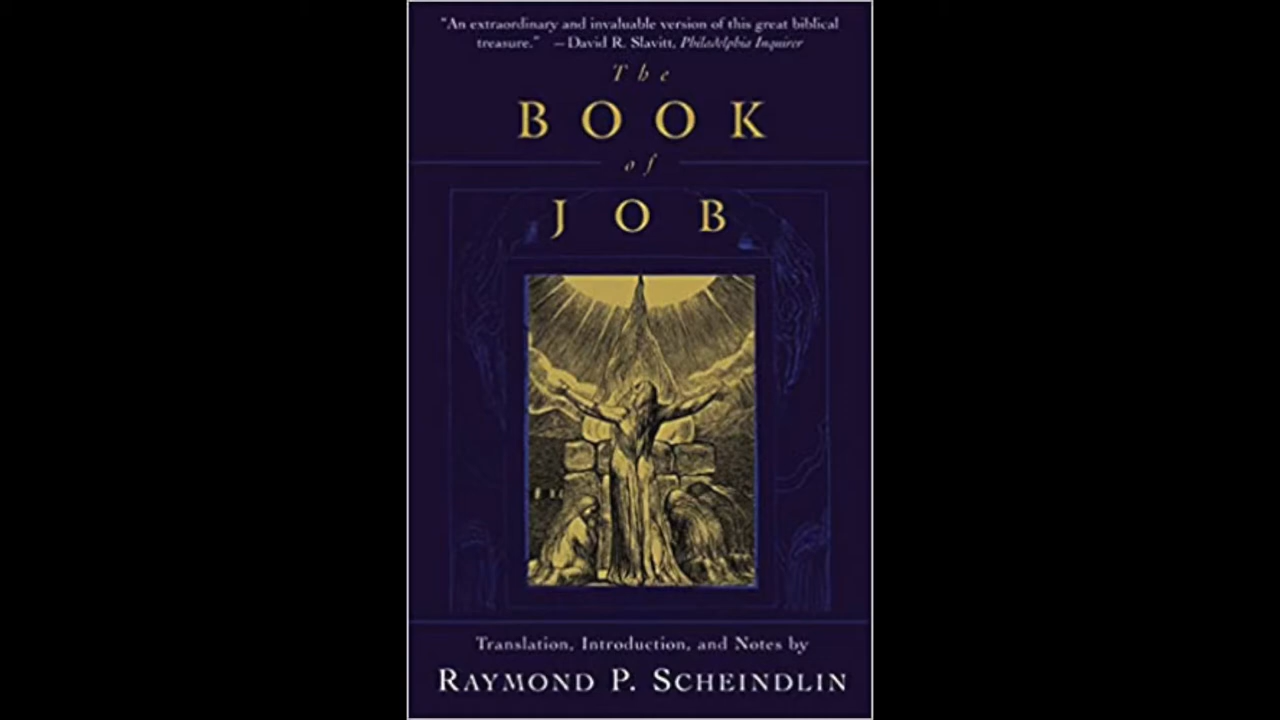 "An extraordinary and invaluable version of this great biblical
treasure." —David R. Slavitt, Philadelphia Inquirer
The
BOOK
of
JOB
Translation, Introduction, and Notes by
RAYMOND P. SCHEINDLIN